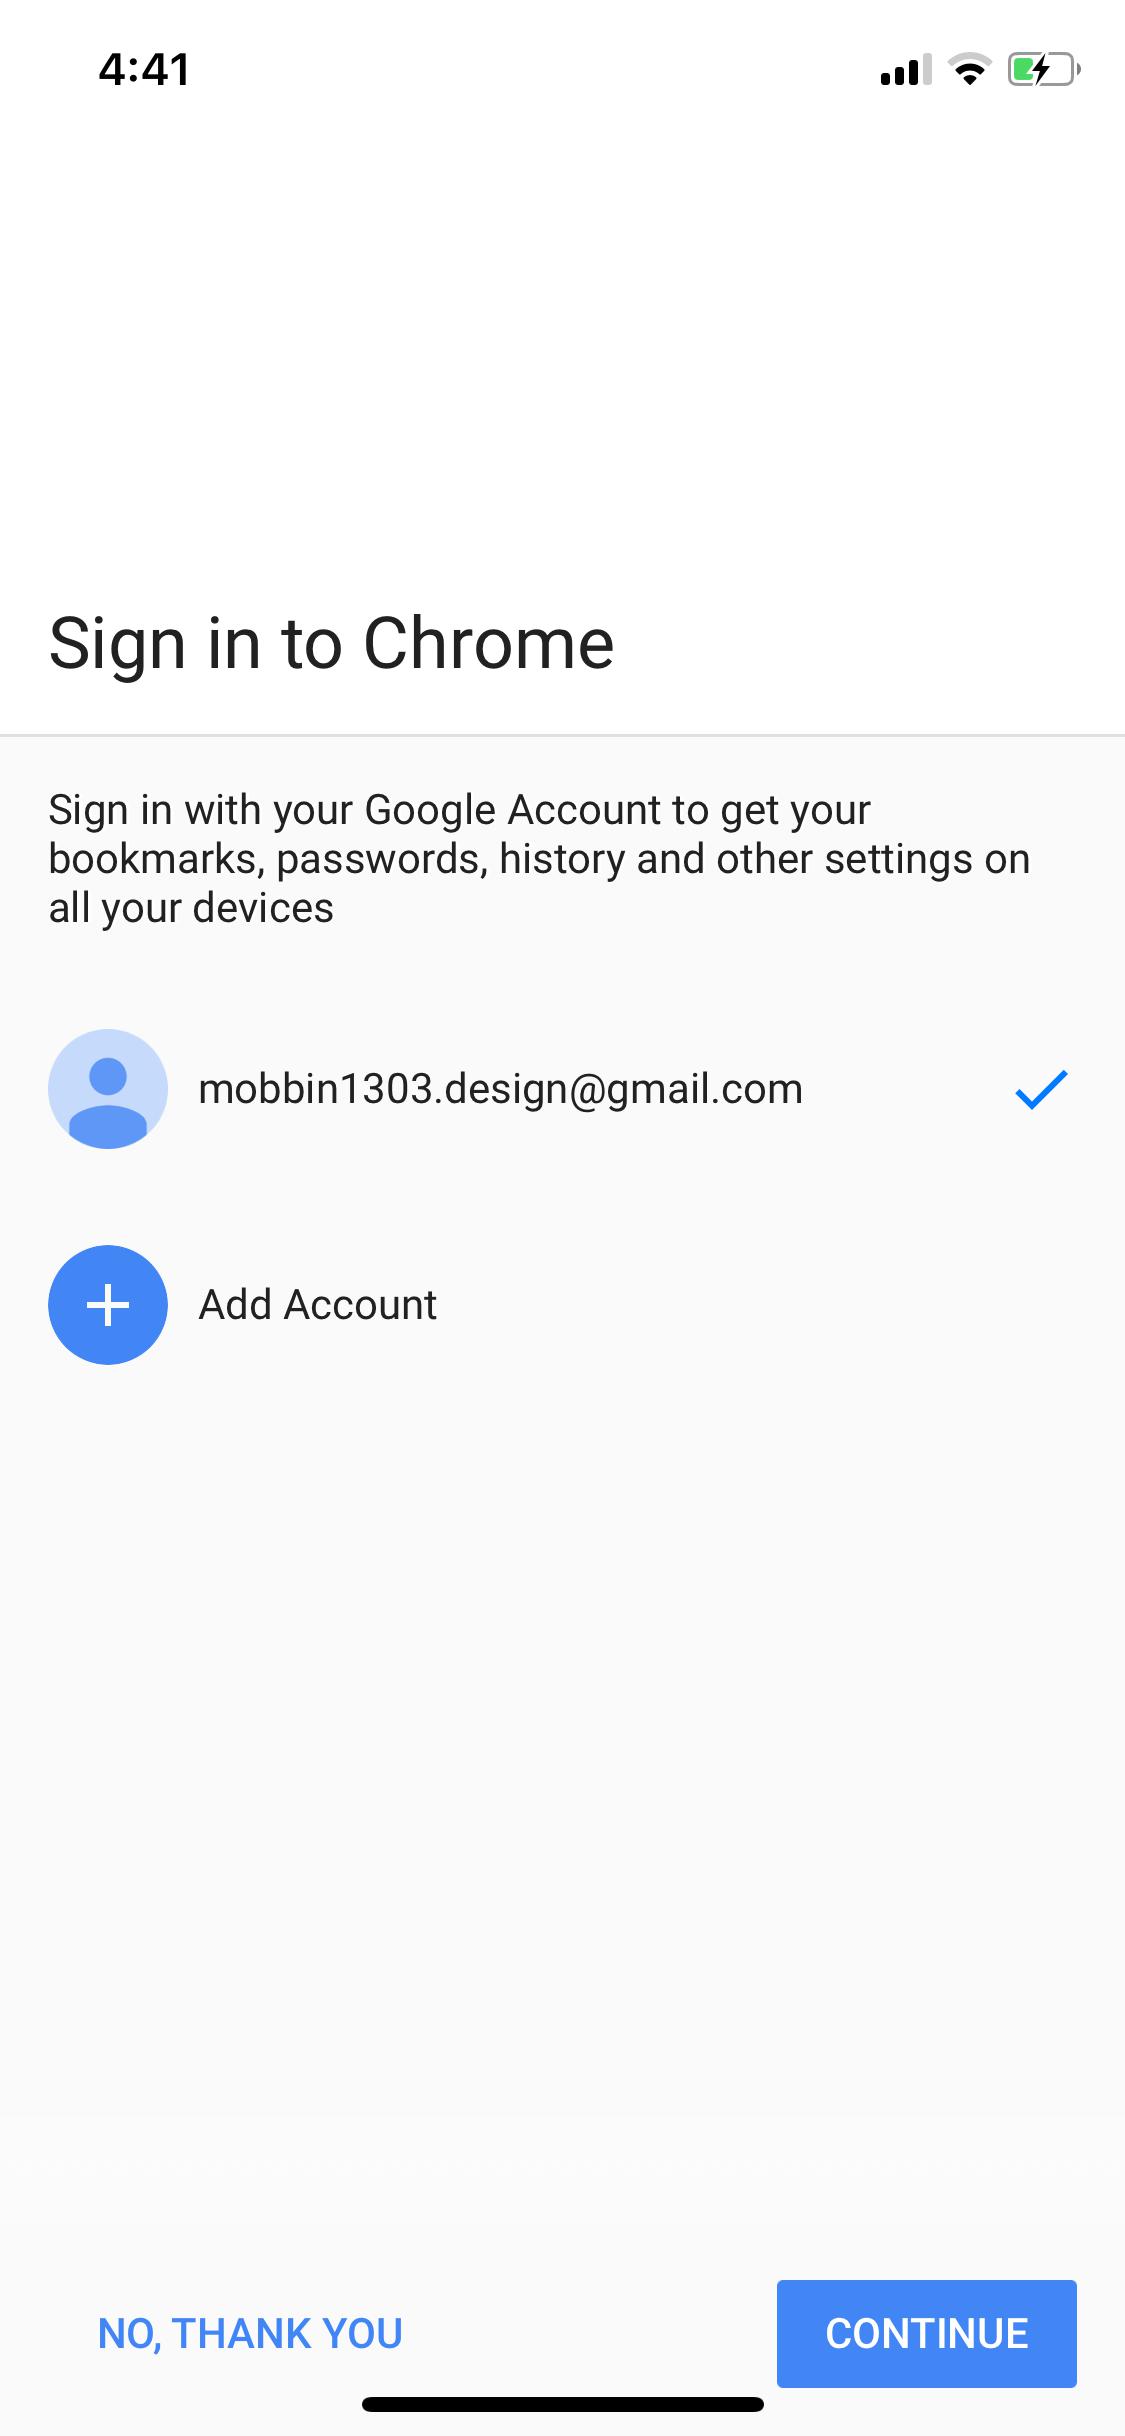 4:41
Sign in to Chrome
Sign in with your Google Account to get your
bookmarks, passwords, history and other settings on
all your devices
mobbin1303.design@gmail.com
Add Account
NO, THANK YOU
CONTINUE